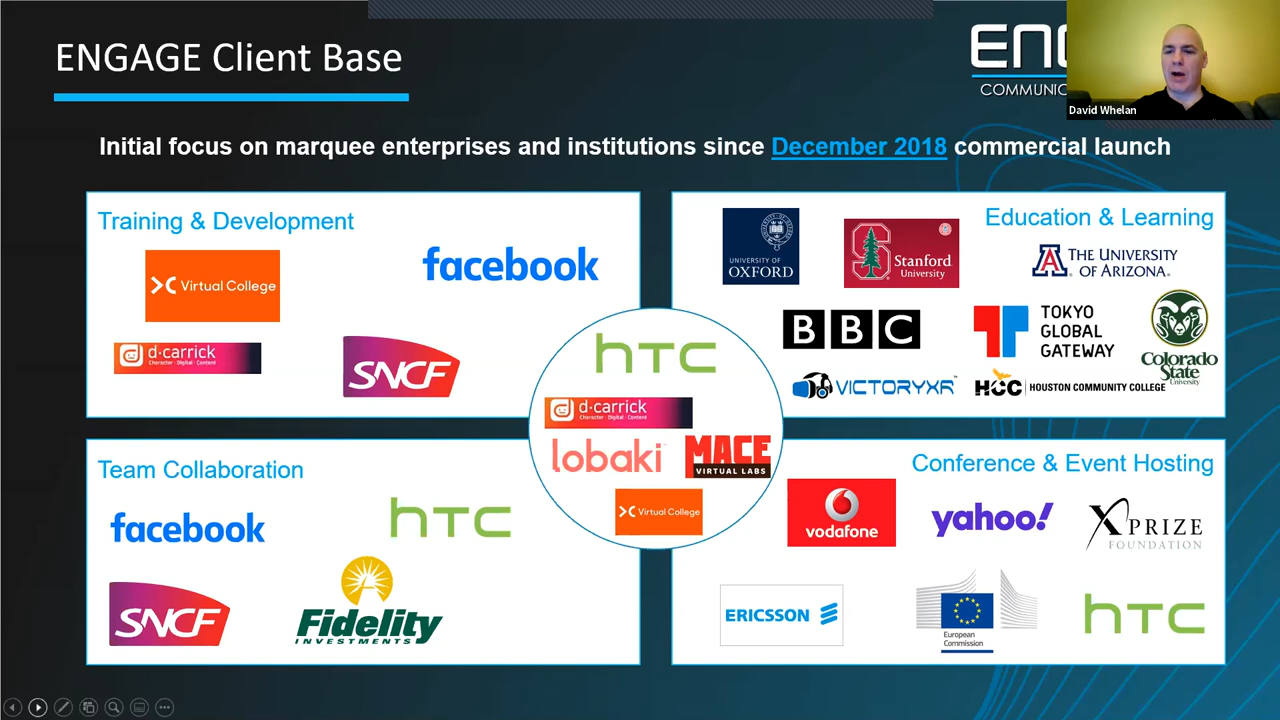 ENGAGE Client Base
COMMUNIC
David Whelan
Initial focus on marquee enterprises and institutions since December 2018 commercial launch
Training & Development
Virtual College
facebook
d·carrick
Character · Digital · Content
SNCF
Education & Learning
UNIVERSITY OF
OXFORD
Stanford
University
THE UNIVERSITY
OF ARIZONA
BBC
TOKYO
GLOBAL
GATEWAY
Colorado
State
University
VICTORYXR
HCC HOUSTON COMMUNITY COLLEGE
hTC
d·carrick
Character · Digital · Content
lobaki
MACE
VIRTUAL LABS
Virtual College
Team Collaboration
facebook
hTC
SNCF
Fidelity
INVESTMENTS
Conference & Event Hosting
vodafone
yahoo!
XPRIZE
FOUNDATION
ERICSSON
European
Commission
hTC